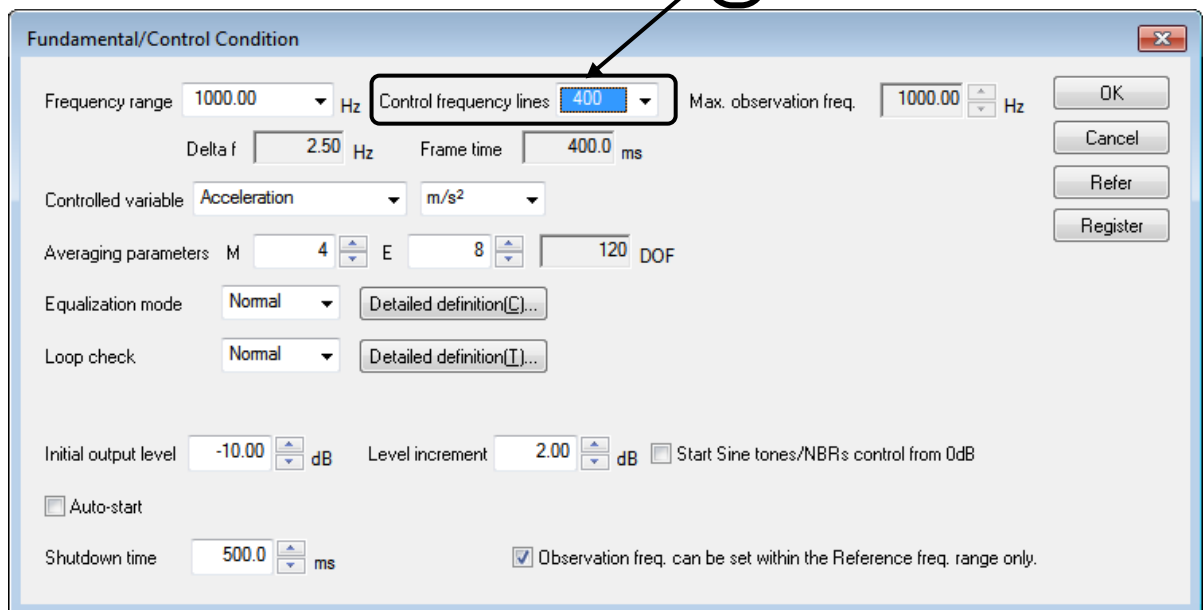 Fundamental/Control Condition
Frequency range 1000.00 Hz Control frequency lines 400 Max. observation freq. 1000.00 Hz OK
Delta f 2.50 Hz Frame time 400.0 ms Cancel
Controlled variable Acceleration m/s² Refer
Averaging parameters M 4 E 8 120 DOF Register
Equalization mode Normal Detailed definition(C)...
Loop check Normal Detailed definition(T)...
Initial output level -10.00 dB Level increment 2.00 dB Start Sine tones/NBRs control from 0dB
Auto-start
Shutdown time 500.0 ms Observation freq. can be set within the Reference freq. range only.